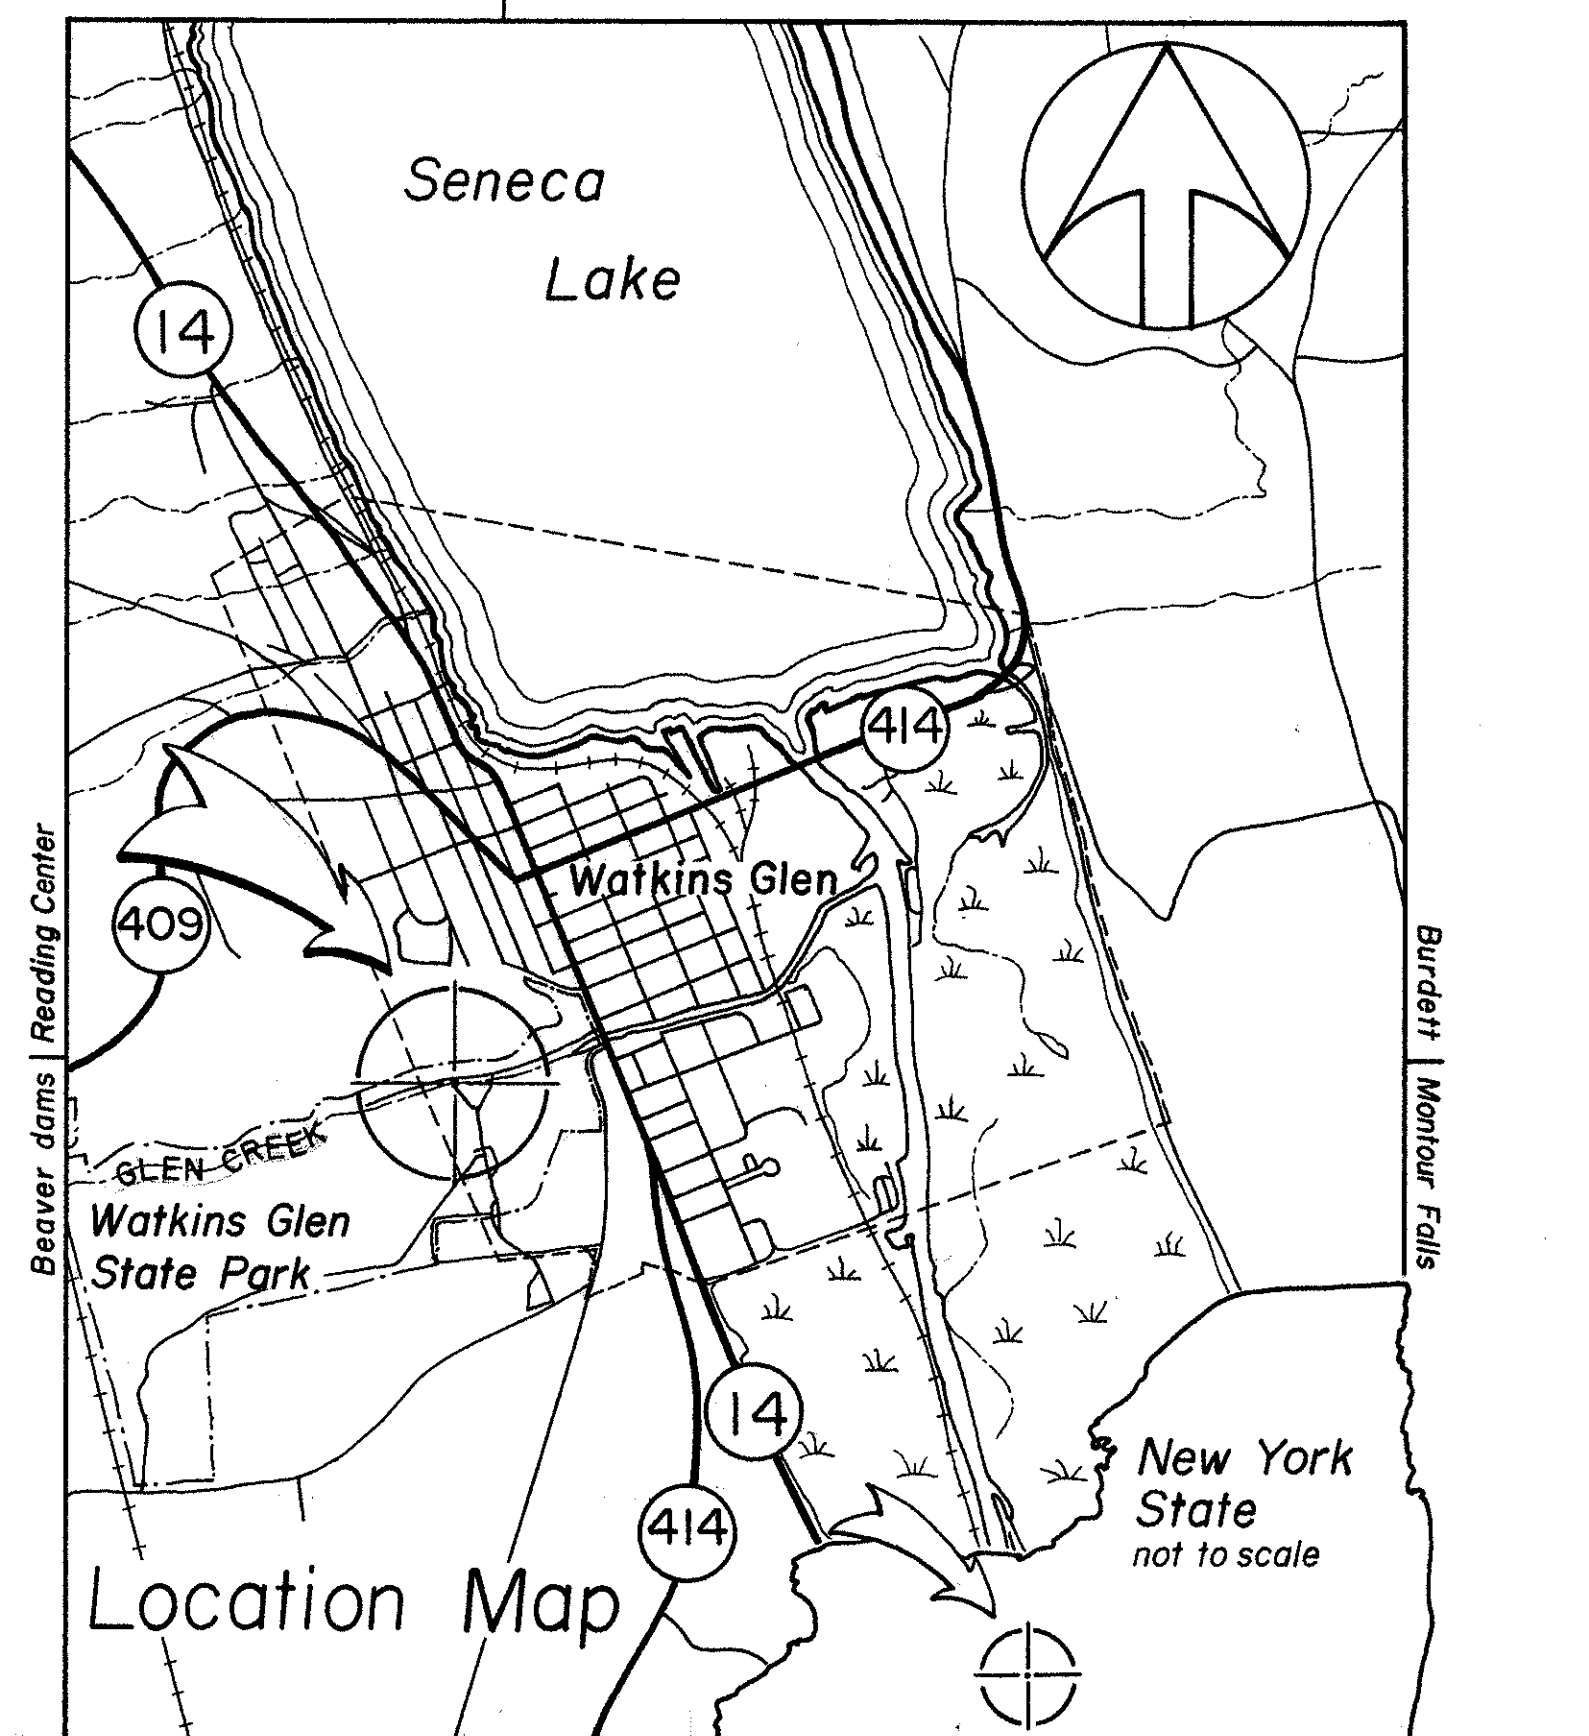 Seneca
Lake
14
414
Watkins Glen
409
Beaver dams | Reading Center
Burdett | Montour Falls
GLEN CREEK
Watkins Glen
State Park
14
414
New York
State
not to scale
Location Map